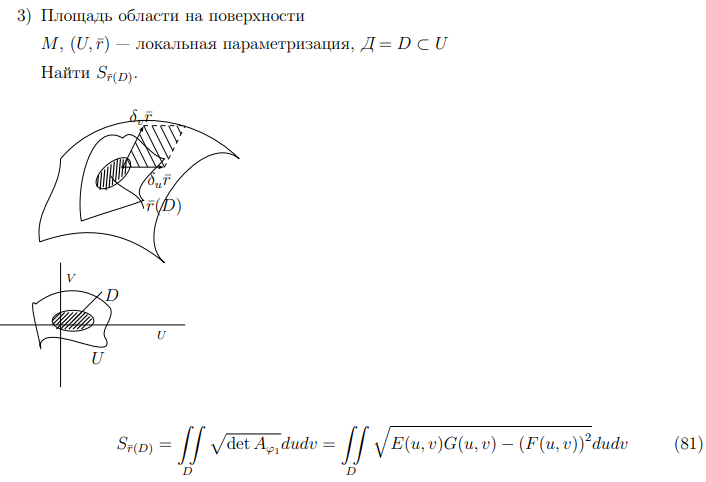 3) Площадь области на поверхности
M, (U, r̄) — локальная параметризация, Д = D ⊂ U
Найти S_{r̄(D)}.
δ_v r̄
δ_u r̄
r̄(D)
V
D
U
U
S_{r̄(D)} = ∬_D √(det A_{φ₁}) dudv = ∬_D √(E(u, v)G(u, v) − (F(u, v))²) dudv (81)